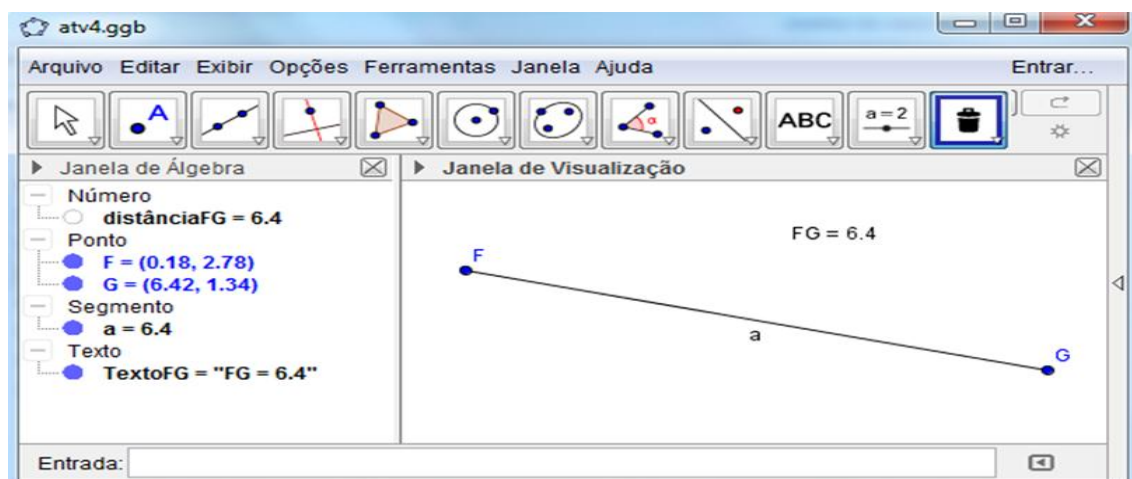 atv4.ggb
Arquivo Editar Exibir Opções Ferramentas Janela Ajuda Entrar...
A α ABC a=2
Janela de Álgebra
Número
distânciaFG = 6.4
Ponto
F = (0.18, 2.78)
G = (6.42, 1.34)
Segmento
a = 6.4
Texto
TextoFG = "FG = 6.4"
Janela de Visualização
FG = 6.4
F
a
G
Entrada: